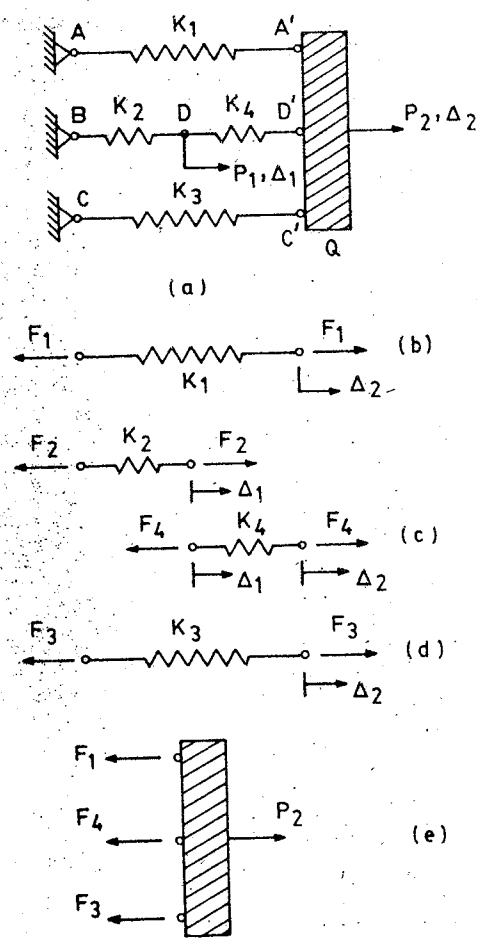 A K₁ A'
B K₂ D K₄ D' P₂, Δ₂
P₁, Δ₁
C K₃ C' Q
(a)
F₁ K₁ F₁ (b)
Δ₂
F₂ K₂ F₂
Δ₁
F₄ K₄ F₄ (c)
Δ₁ Δ₂
F₃ K₃ F₃ (d)
Δ₂
F₁
F₄ P₂ (e)
F₃